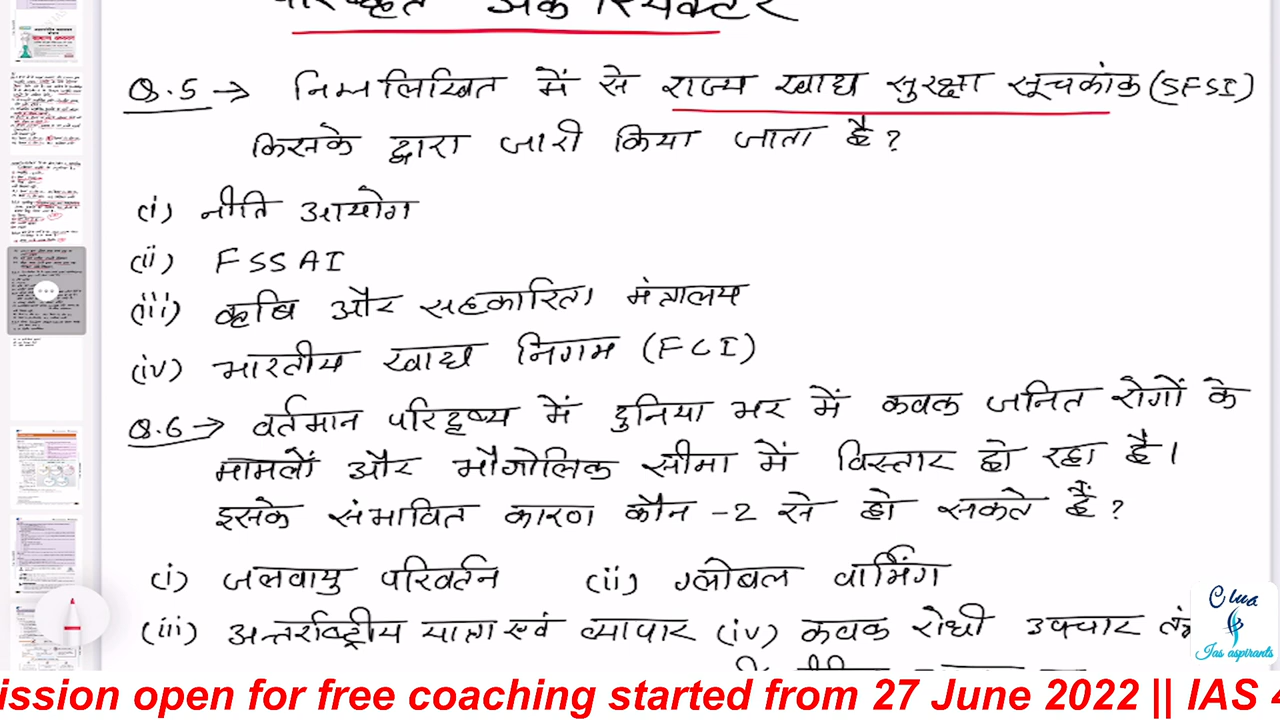 परिष्कृत अंक रियक्टर
Q.5 → निम्नलिखित में से राज्य खाद्य सुरक्षा सूचकांक (SFSI)
किसके द्वारा जारी किया जाता है?
(i) नीति आयोग
(ii) FSSAI
(iii) कृषि और सहकारिता मंत्रालय
(iv) भारतीय खाद्य निगम (FCI)
Q.6 → वर्तमान परिदृष्य में दुनिया भर में कवक जनित रोगों के
मामलों और भौगोलिक सीमा में विस्तार हो रहा है।
इसके संभावित कारण कौन -2 से हो सकते हैं?
(i) जलवायु परिवर्तन (ii) ग्लोबल वार्मिंग
(iii) अन्तर्राष्ट्रीय यात्रा एवं व्यापार (iv) कवक रोधी उपचार
Clue
Ias aspirants
ission open for free coaching started from 27 June 2022 || IAS